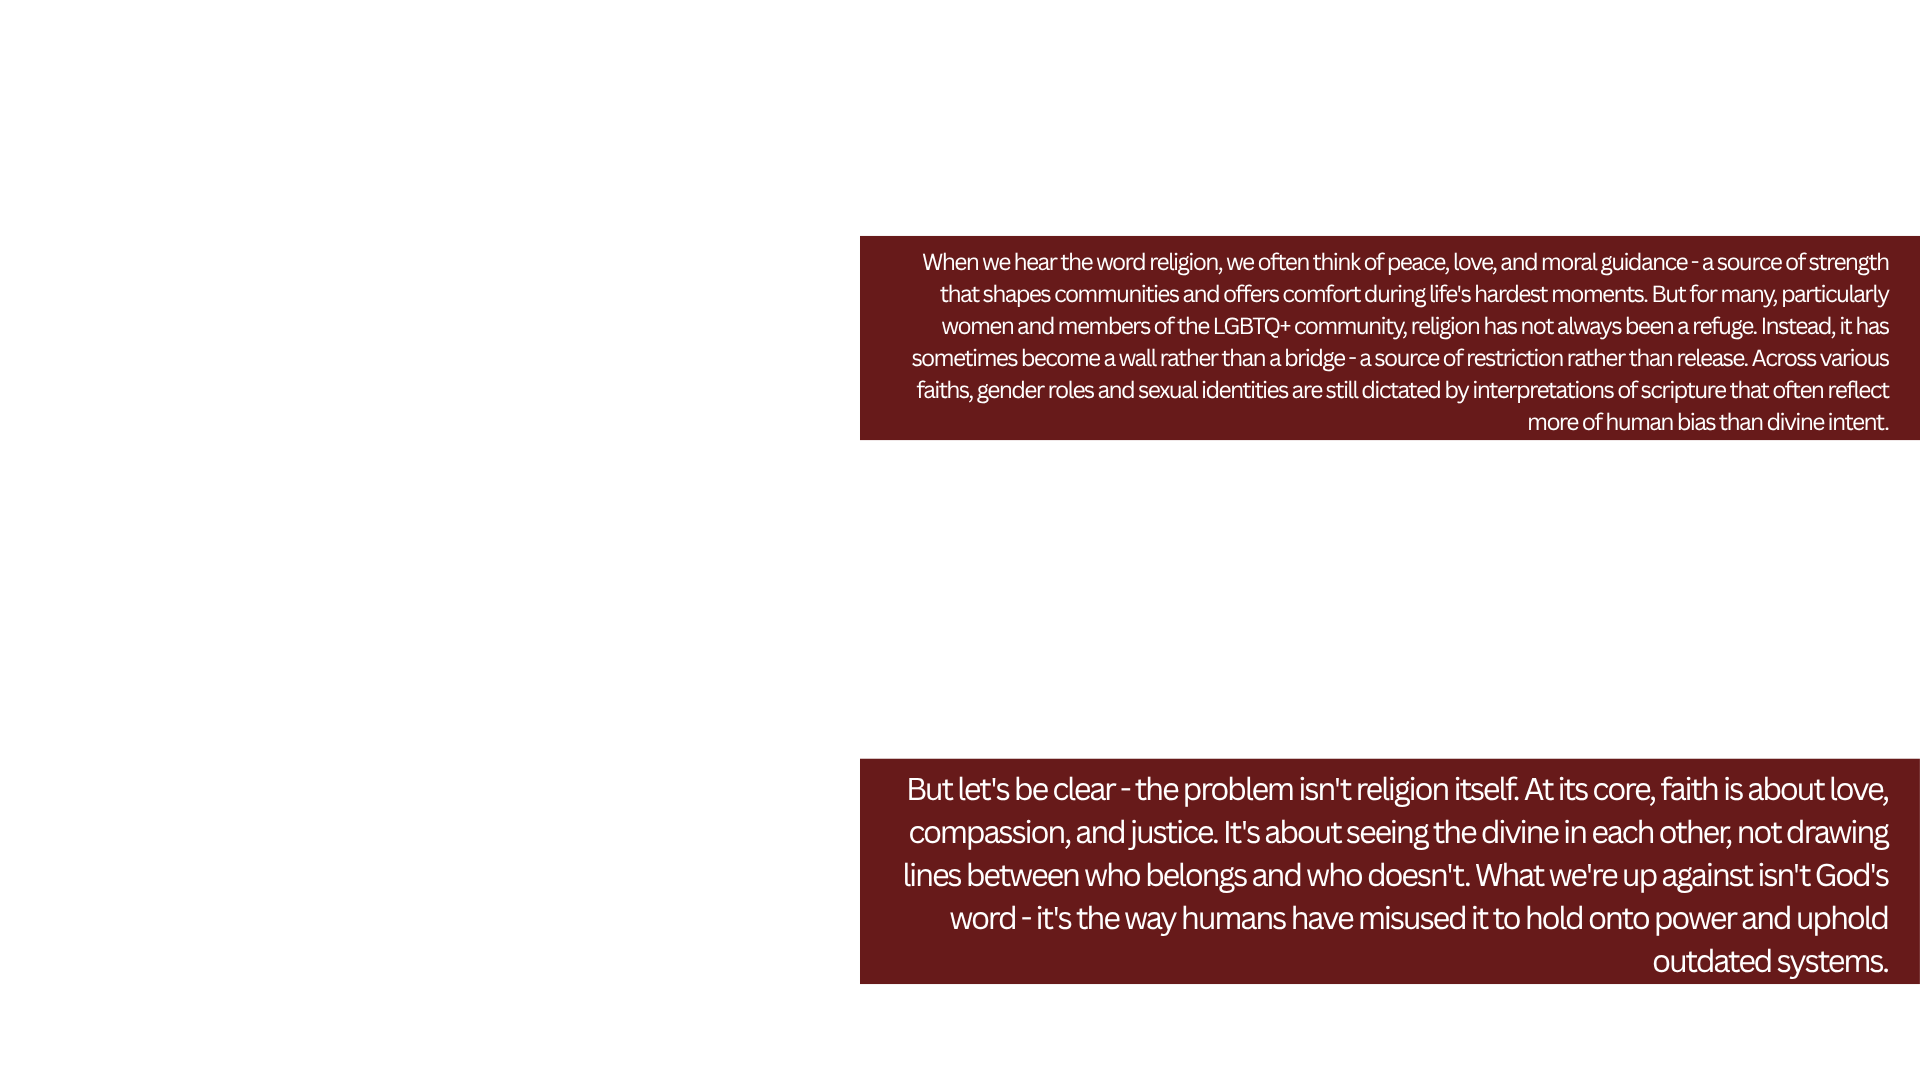 When we hear the word religion, we often think of peace, love, and moral guidance - a source of strength
that shapes communities and offers comfort during life's hardest moments. But for many, particularly
women and members of the LGBTQ+ community, religion has not always been a refuge. Instead, it has
sometimes become a wall rather than a bridge - a source of restriction rather than release. Across various
faiths, gender roles and sexual identities are still dictated by interpretations of scripture that often reflect
more of human bias than divine intent.
But let's be clear - the problem isn't religion itself. At its core, faith is about love,
compassion, and justice. It's about seeing the divine in each other, not drawing
lines between who belongs and who doesn't. What we're up against isn't God's
word - it's the way humans have misused it to hold onto power and uphold
outdated systems.